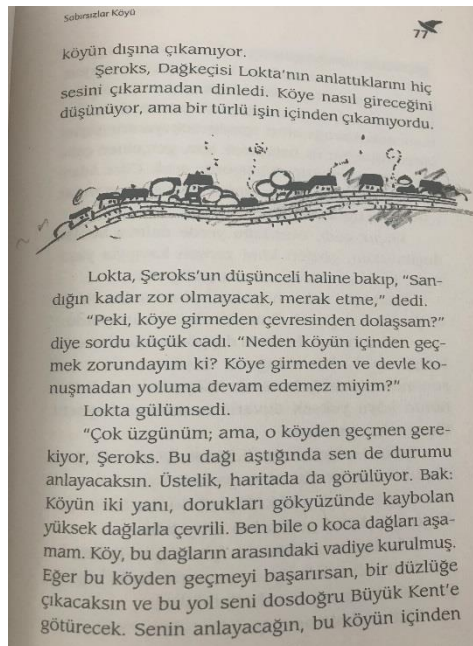 Sabırsızlar Köyü
77
köyün dışına çıkamıyor.
Şeroks, Dağkeçisi Lokta'nın anlattıklarını hiç
sesini çıkarmadan dinledi. Köye nasıl gireceğini
düşünüyor, ama bir türlü işin içinden çıkamıyordu.
Lokta, Şeroks'un düşünceli haline bakıp, “San-
dığın kadar zor olmayacak, merak etme,” dedi.
“Peki, köye girmeden çevresinden dolaşsam?”
diye sordu küçük cadı. “Neden köyün içinden geç-
mek zorundayım ki? Köye girmeden ve devle ko-
nuşmadan yoluma devam edemez miyim?”
Lokta gülümsedi.
“Çok üzgünüm; ama, o köyden geçmen gere-
kiyor, Şeroks. Bu dağı aştığında sen de durumu
anlayacaksın. Üstelik, haritada da görülüyor. Bak:
Köyün iki yanı, dorukları gökyüzünde kaybolan
yüksek dağlarla çevrili. Ben bile o koca dağları aşa-
mam. Köy, bu dağların arasındaki vadiye kurulmuş.
Eğer bu köyden geçmeyi başarırsan, bir düzlüğe
çıkacaksın ve bu yol seni dosdoğru Büyük Kent'e
götürecek. Senin anlayacağın, bu köyün içinden